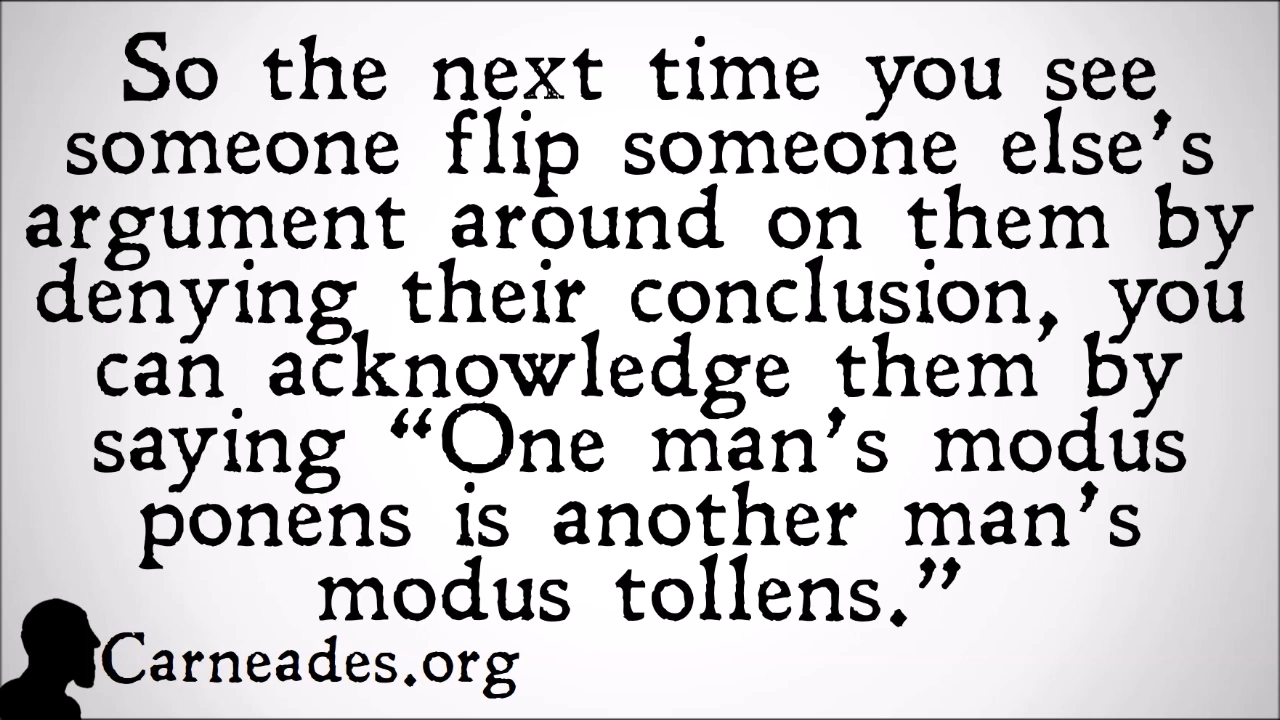 So the next time you see
someone flip someone else’s
argument around on them by
denying their conclusion, you
can acknowledge them by
saying “One man’s modus
ponens is another man’s
modus tollens.”
Carneades.org